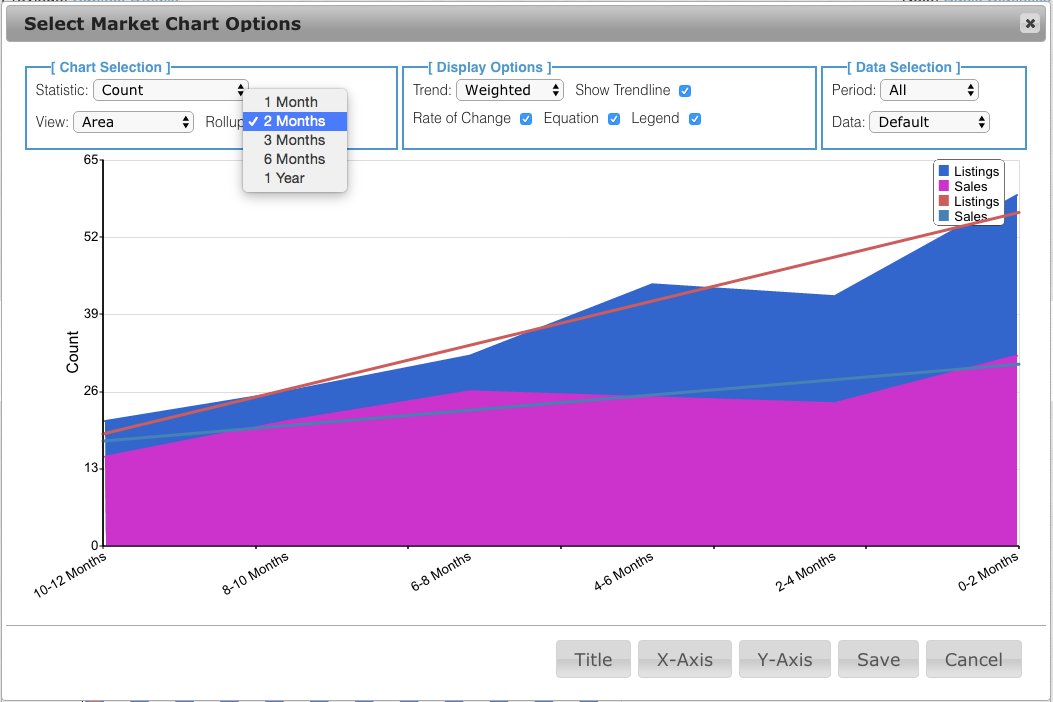 Select Market Chart Options
[ Chart Selection ]
Statistic: Count
View: Area Rollup
1 Month
✓ 2 Months
3 Months
6 Months
1 Year
[ Display Options ]
Trend: Weighted Show Trendline
Rate of Change Equation Legend
[ Data Selection ]
Period: All
Data: Default
65
52
39
26
13
0
Count
Listings
Sales
Listings
Sales
10-12 Months
8-10 Months
6-8 Months
4-6 Months
2-4 Months
0-2 Months
Title X-Axis Y-Axis Save Cancel